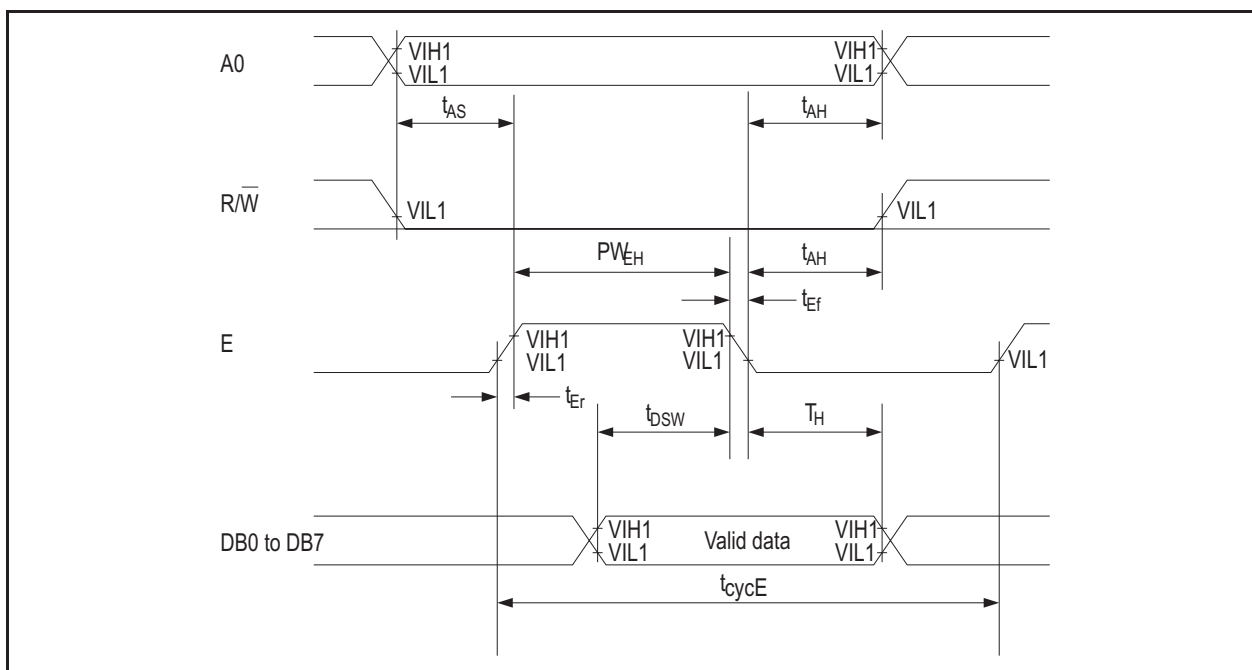 A0
VIH1
VIL1
VIH1
VIL1
tAS
tAH
R/W̅
VIL1
VIL1
PWEH
tAH
tEf
E
VIH1
VIL1
VIH1
VIL1
VIL1
tEr
tDSW
TH
DB0 to DB7
VIH1
VIL1
Valid data
VIH1
VIL1
tcycE